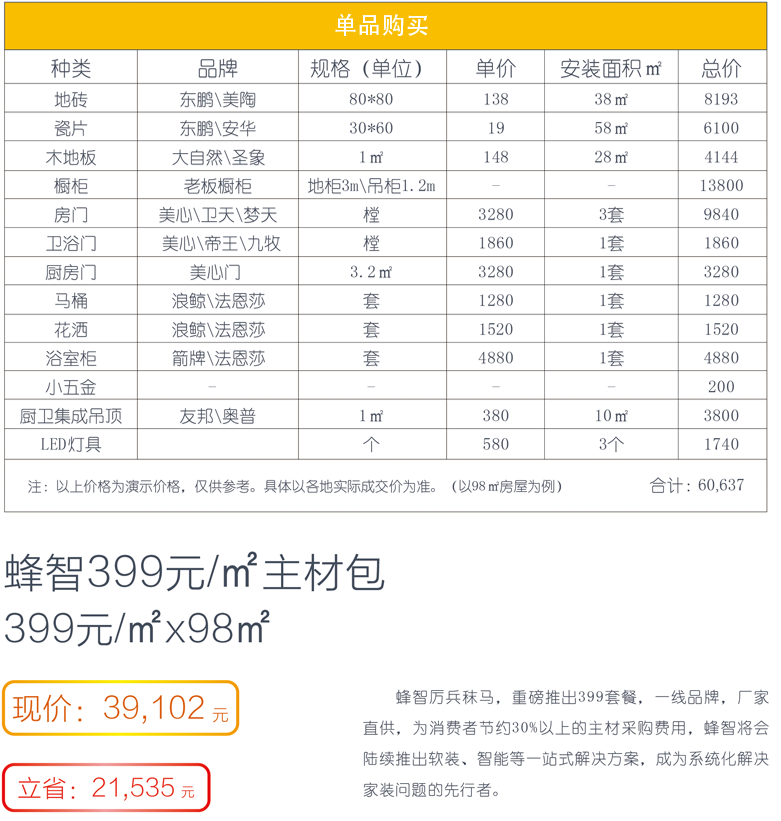 单品购买
种类 品牌 规格（单位） 单价 安装面积㎡ 总价
地砖 东鹏\美陶 80*80 138 38㎡ 8193
瓷片 东鹏\安华 30*60 19 58㎡ 6100
木地板 大自然\圣象 1㎡ 148 28㎡ 4144
橱柜 老板橱柜 地柜3m\吊柜1.2m – – 13800
房门 美心\卫天\梦天 樘 3280 3套 9840
卫浴门 美心\帝王\九牧 樘 1860 1套 1860
厨房门 美心门 3.2㎡ 3280 1套 3280
马桶 浪鲸\法恩莎 套 1280 1套 1280
花洒 浪鲸\法恩莎 套 1520 1套 1520
浴室柜 箭牌\法恩莎 套 4880 1套 4880
小五金 – – – – 200
厨卫集成吊顶 友邦\奥普 1㎡ 380 10㎡ 3800
LED灯具 个 580 3个 1740
注：以上价格为演示价格，仅供参考。具体以各地实际成交价为准。（以98㎡房屋为例） 合计：60,637
蜂智399元/㎡主材包
399元/㎡x98㎡
现价：39,102 元
立省：21,535 元
蜂智厉兵秣马，重磅推出399套餐，一线品牌，厂家
直供，为消费者节约30%以上的主材采购费用，蜂智将会
陆续推出软装、智能等一站式解决方案，成为系统化解决
家装问题的先行者。